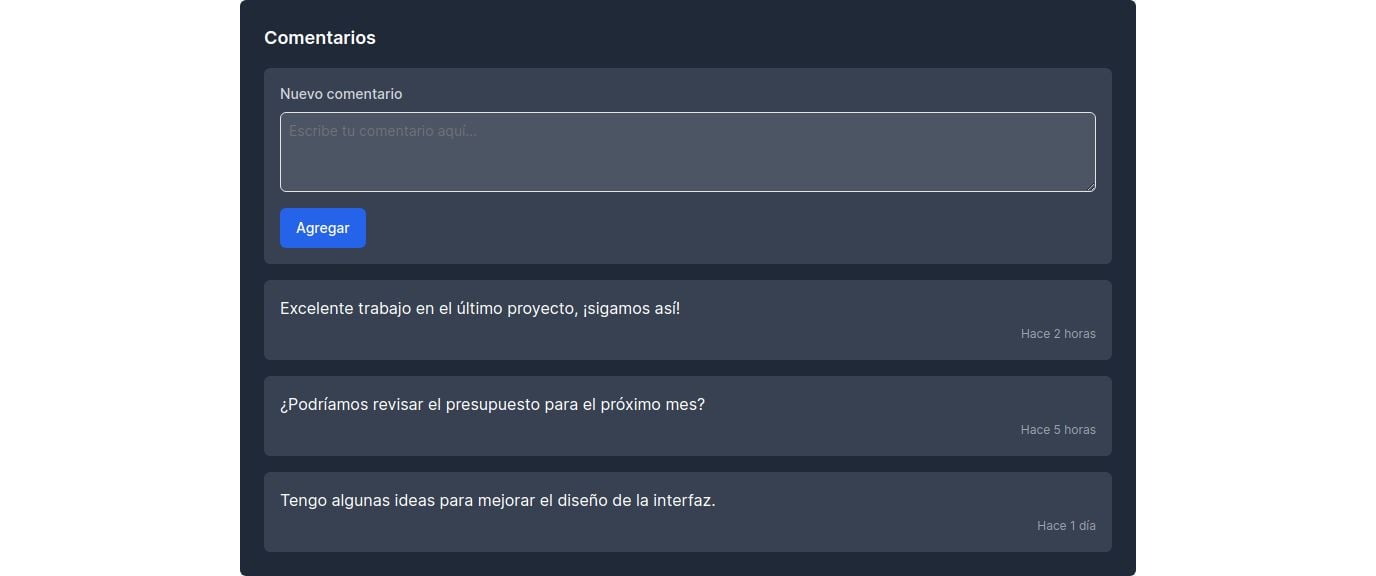 Comentarios
Nuevo comentario
Escribe tu comentario aquí...
Agregar
Excelente trabajo en el último proyecto, ¡sigamos así!
Hace 2 horas
¿Podríamos revisar el presupuesto para el próximo mes?
Hace 5 horas
Tengo algunas ideas para mejorar el diseño de la interfaz.
Hace 1 día